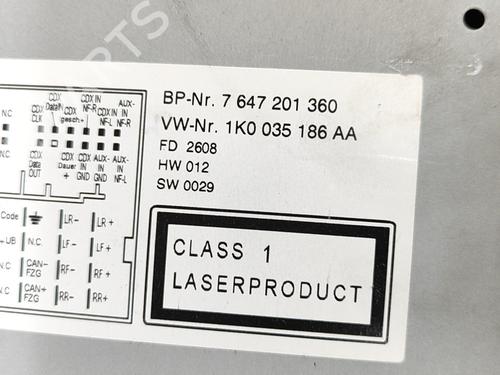 PARTS
BP-Nr. 7 647 201 360
VW-Nr. 1K0 035 186 AA
FD 2608
HW 012
SW 0029
CLASS 1
LASERPRODUCT
N.C
CDX CLK
CDX DataIN
CDX gesch.+
CDX IN NF-R
CDX IN NF-L
AUX-IN NF-R
CDX Data OUT
CDX Dauer +
CDX IN GND
AUX-IN GND
AUX-IN NF-L
Code LR- LR+
+UB N.C. LF- LF+
N.C CAN- FZG RF- RF+
N.C CAN+ FZG RR- RR+